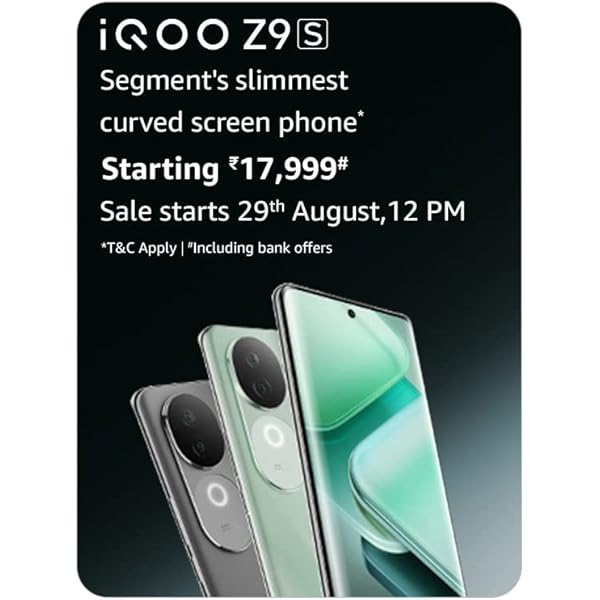 iQOO Z9 S
Segment's slimmest
curved screen phone*
Starting ₹17,999#
Sale starts 29th August,12 PM
*T&C Apply | #Including bank offers